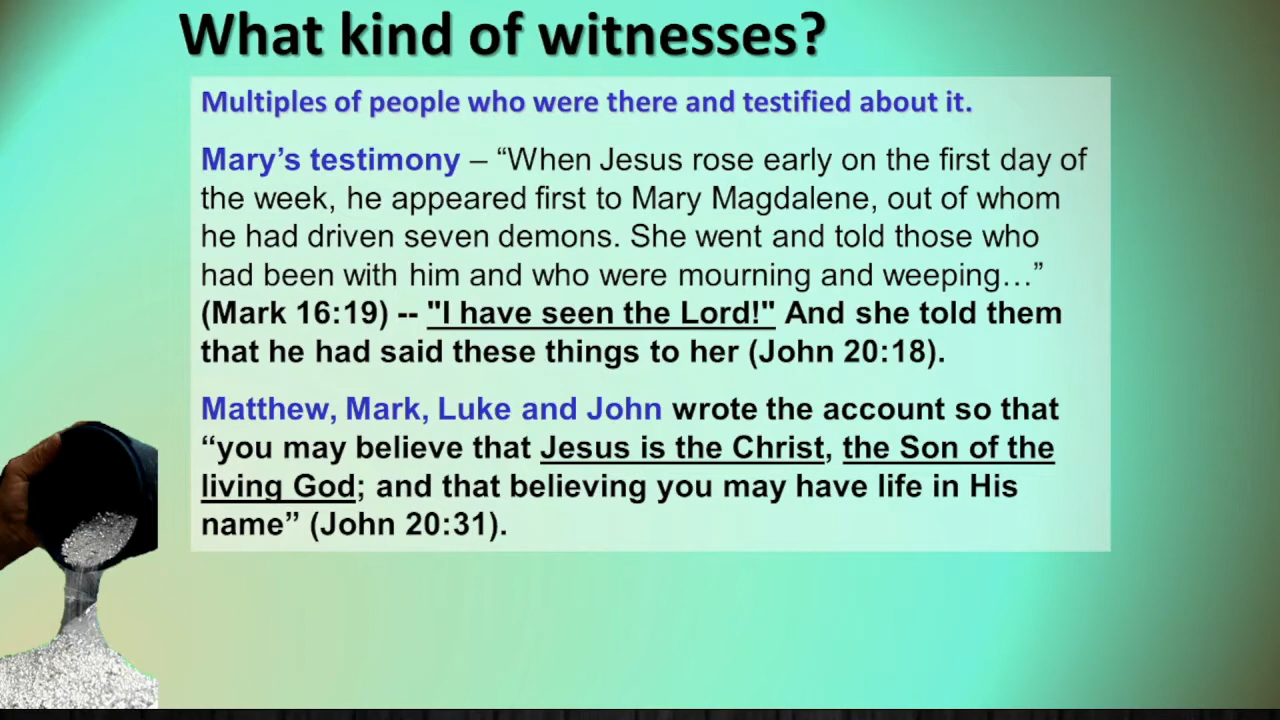 What kind of witnesses?
Multiples of people who were there and testified about it.
Mary’s testimony – “When Jesus rose early on the first day of
the week, he appeared first to Mary Magdalene, out of whom
he had driven seven demons. She went and told those who
had been with him and who were mourning and weeping…”
(Mark 16:19) -- "I have seen the Lord!" And she told them
that he had said these things to her (John 20:18).
Matthew, Mark, Luke and John wrote the account so that
“you may believe that Jesus is the Christ, the Son of the
living God; and that believing you may have life in His
name” (John 20:31).